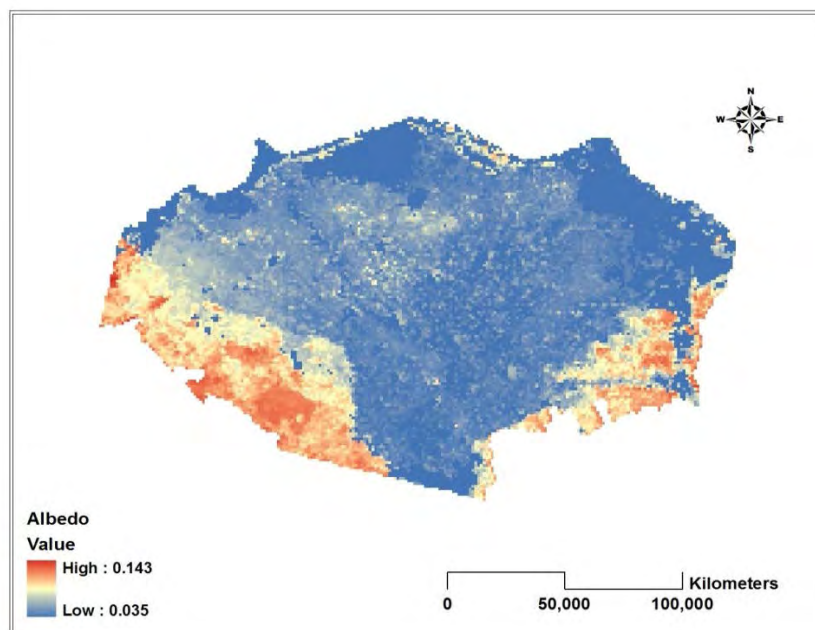 N
W E
S
Albedo
Value
High : 0.143
Low : 0.035
Kilometers
0 50,000 100,000